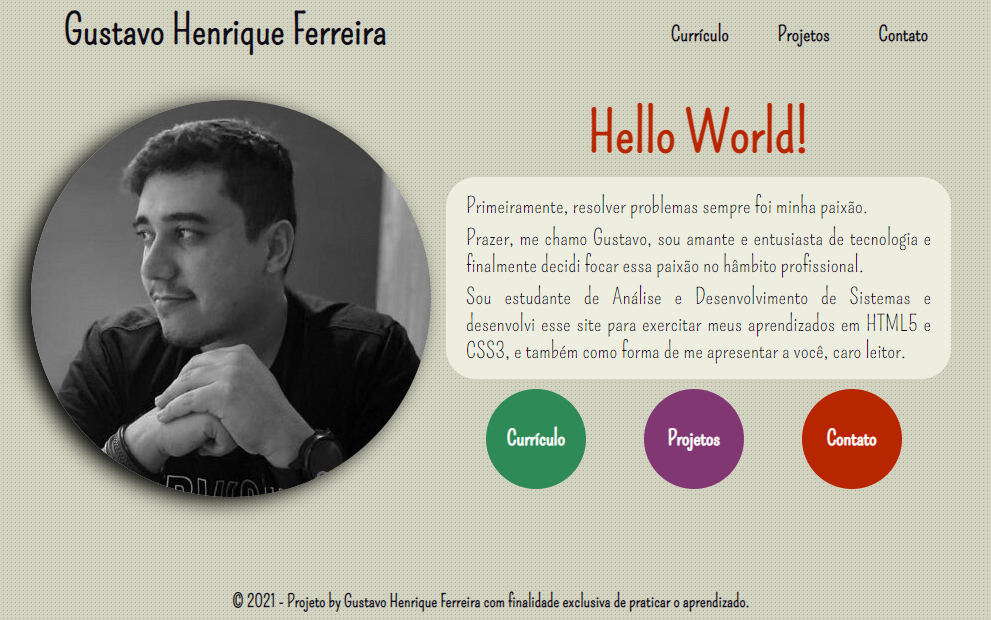 Gustavo Henrique Ferreira
Currículo Projetos Contato
Hello World!
Primeiramente, resolver problemas sempre foi minha paixão.
Prazer, me chamo Gustavo, sou amante e entusiasta de tecnologia e
finalmente decidi focar essa paixão no hâmbito profissional.
Sou estudante de Análise e Desenvolvimento de Sistemas e
desenvolvi esse site para exercitar meus aprendizados em HTML5 e
CSS3, e também como forma de me apresentar a você, caro leitor.
Currículo Projetos Contato
© 2021 - Projeto by Gustavo Henrique Ferreira com finalidade exclusiva de praticar o aprendizado.